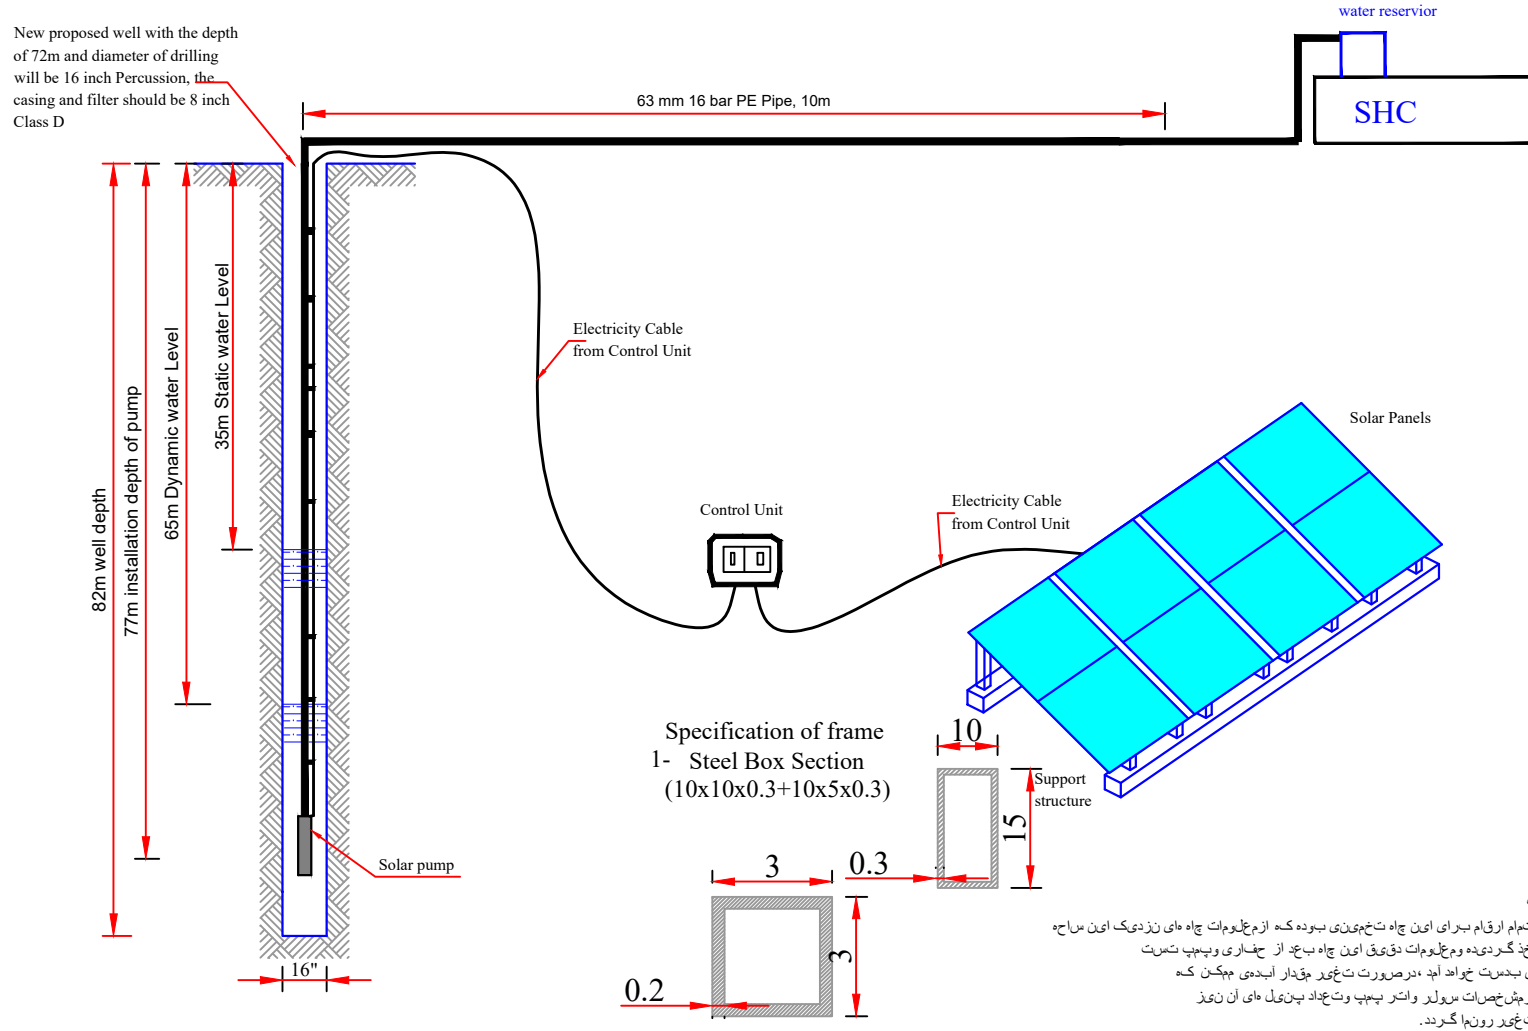 water reservior
New proposed well with the depth
of 72m and diameter of drilling
will be 16 inch Percussion, the
casing and filter should be 8 inch
Class D
63 mm 16 bar PE Pipe, 10m
SHC
82m well depth
77m installation depth of pump
65m Dynamic water Level
35m Static water Level
Electricity Cable
from Control Unit
Solar Panels
Control Unit
Electricity Cable
from Control Unit
Specification of frame
1- Steel Box Section
(10x10x0.3+10x5x0.3)
10
Support
structure
15
0.3
3
3
0.2
Solar pump
16"
تمام ارقام برای این چاه تخمینی بوده که ازمعلومات چاه های نزدیک این ساحه
گردیده ومعلومات دقیق این چاه بعد از حفاری وپمپ تست
بدست خواهد آمد ،درصورت تغیر مقدار آبدهی ممکن که
مشخصات سولر واتر پمپ وتعداد پنیل های آن نیز
تغیر رونما گردد.